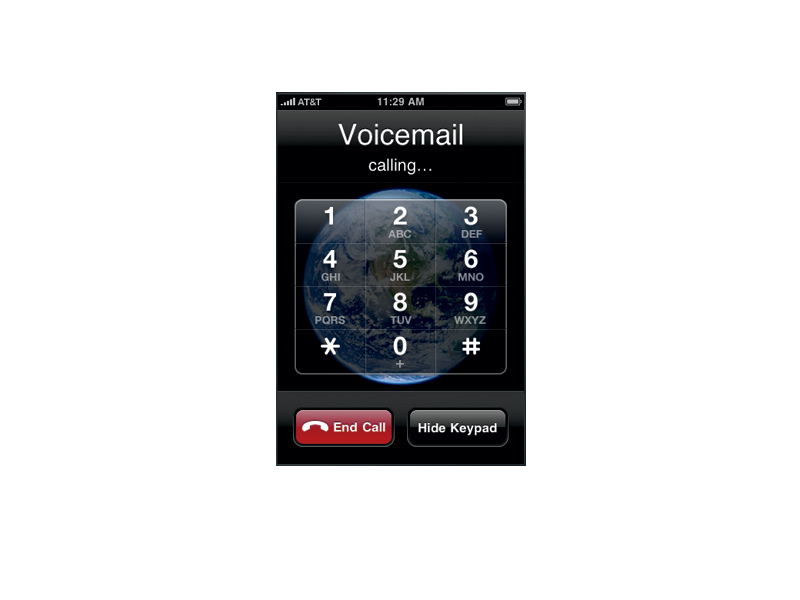 AT&T 11:29 AM
Voicemail
calling...
1 2 3
ABC DEF
4 5 6
GHI JKL MNO
7 8 9
PQRS TUV WXYZ
* 0 #
+
End Call Hide Keypad